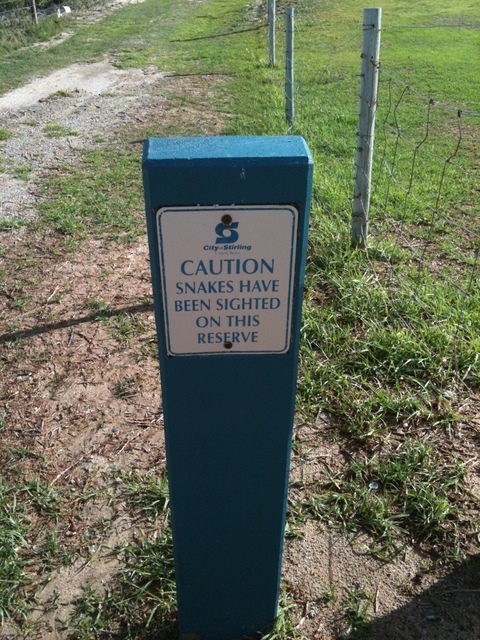 City of Stirling
CAUTION
SNAKES HAVE
BEEN SIGHTED
ON THIS
RESERVE